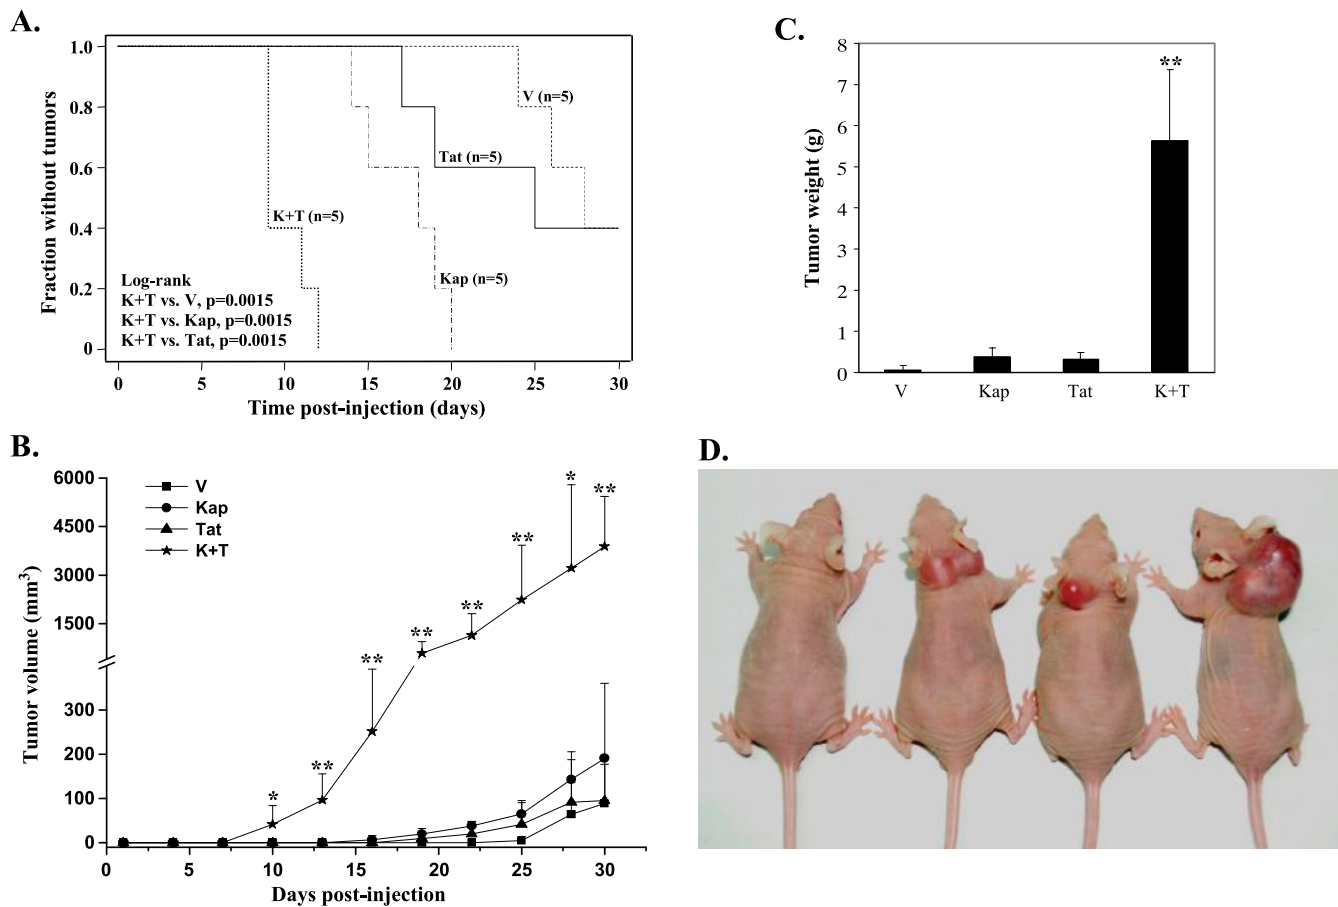 A.
1.0
0.8
0.6
0.4
0.2
0
Fraction without tumors
V (n=5)
Tat (n=5)
K+T (n=5)
Kap (n=5)
Log-rank
K+T vs. V, p=0.0015
K+T vs. Kap, p=0.0015
K+T vs. Tat, p=0.0015
0 5 10 15 20 25 30
Time post-injection (days)
B.
6000
4500
3000
1500
300
200
100
0
Tumor volume (mm³)
V
Kap
Tat
K+T
* ** ** ** ** ** * **
0 5 10 15 20 25 30
Days post-injection
C.
8
7
6
5
4
3
2
1
0
Tumor weight (g)
**
V Kap Tat K+T
D.